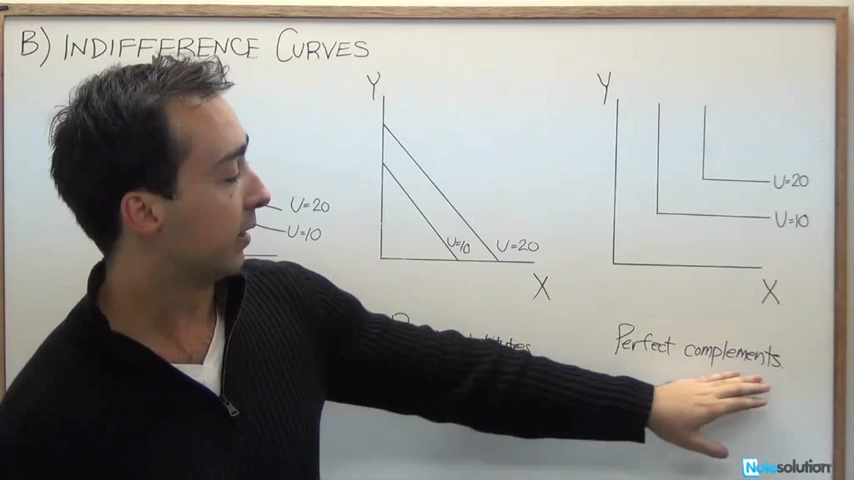 B) INDIFFERENCE CURVES
Y
U=20
U=10
U=10
U=20
X
Y
U=20
U=10
X
Perfect complements.
Notesolution